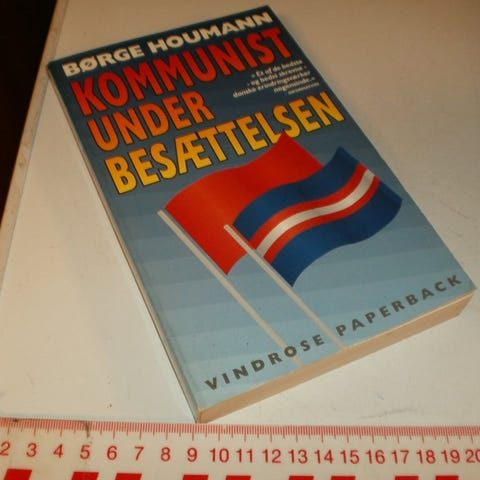 BØRGE HOUMANN
KOMMUNIST
UNDER
BESÆTTELSEN
»Et af de bedste
- og bedst skrevne -
danske erindringsværker
nogensinde.«
VINDROSE PAPERBACK
2 3 4 5 6 7 8 9 10 11 12 13 14 15 16 17 18 19 20